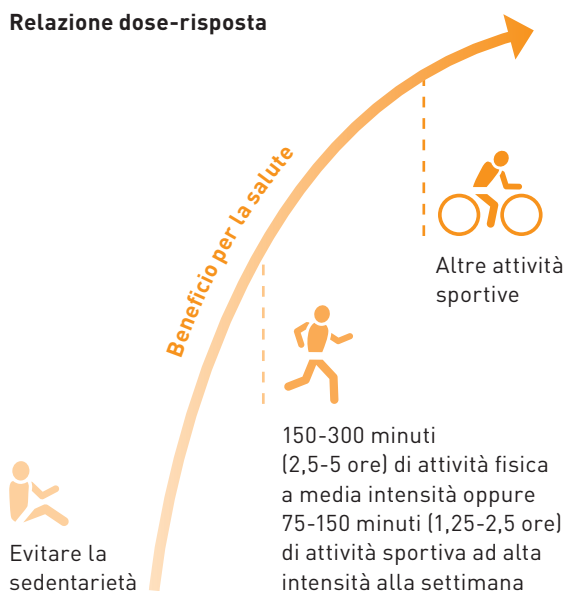 Relazione dose-risposta
Beneficio per la salute
Altre attività
sportive
150-300 minuti
(2,5-5 ore) di attività fisica
a media intensità oppure
75-150 minuti (1,25-2,5 ore)
di attività sportiva ad alta
intensità alla settimana
Evitare la
sedentarietà